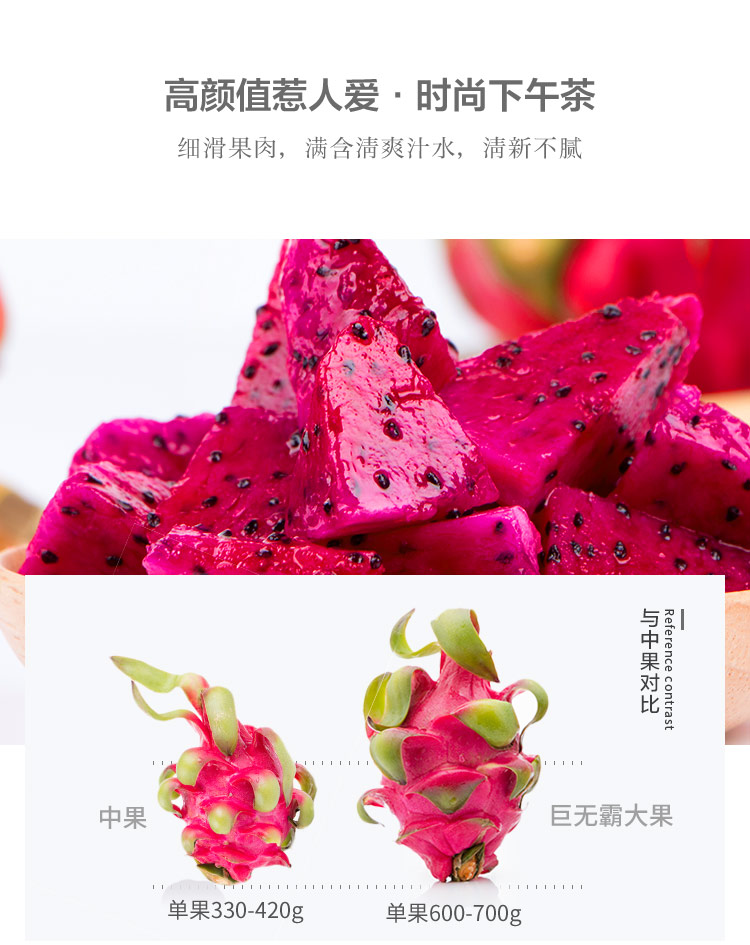 高颜值惹人爱·时尚下午茶
细滑果肉，满含清爽汁水，清新不腻
与中果对比
Reference contrast
中果
巨无霸大果
单果330-420g
单果600-700g